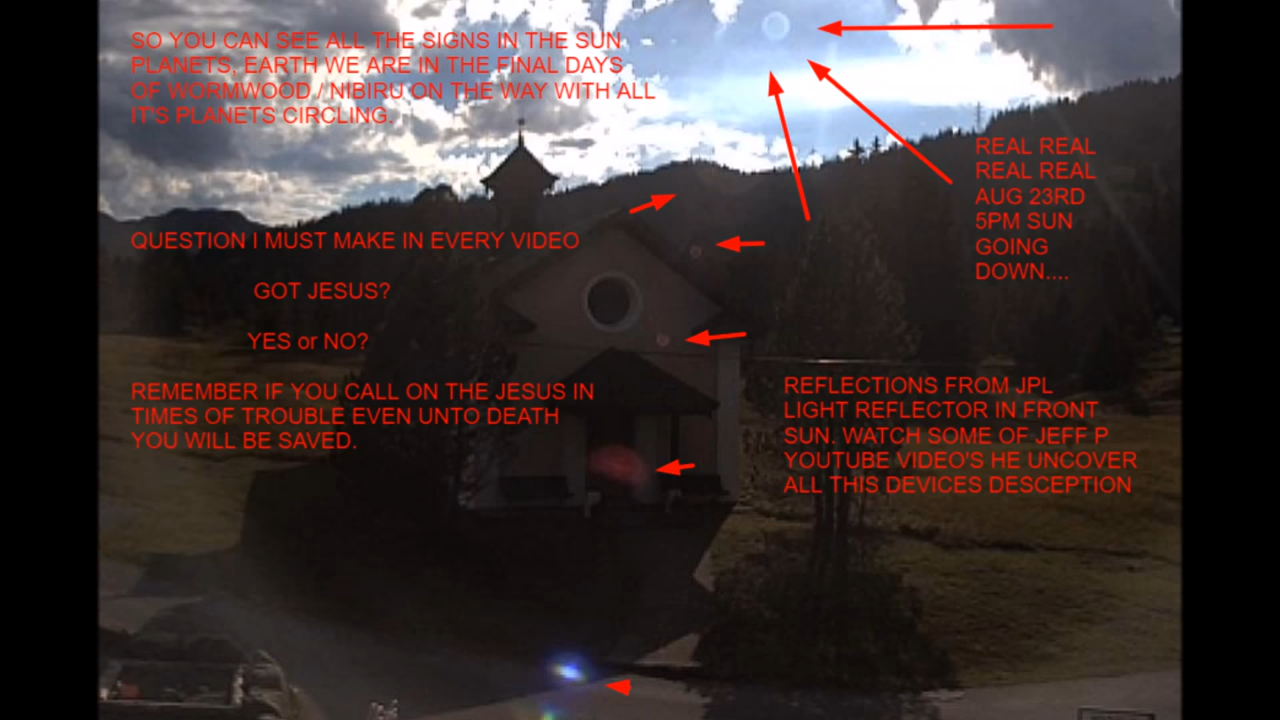 SO YOU CAN SEE ALL THE SIGNS IN THE SUN
PLANETS, EARTH WE ARE IN THE FINAL DAYS
OF WORMWOOD / NIBIRU ON THE WAY WITH ALL
IT'S PLANETS CIRCLING.
REAL REAL
REAL REAL
AUG 23RD
5PM SUN
GOING
DOWN....
QUESTION I MUST MAKE IN EVERY VIDEO
GOT JESUS?
YES or NO?
REMEMBER IF YOU CALL ON THE JESUS IN
TIMES OF TROUBLE EVEN UNTO DEATH
YOU WILL BE SAVED.
REFLECTIONS FROM JPL
LIGHT REFLECTOR IN FRONT
SUN. WATCH SOME OF JEFF P
YOUTUBE VIDEO'S HE UNCOVER
ALL THIS DEVICES DESCEPTION